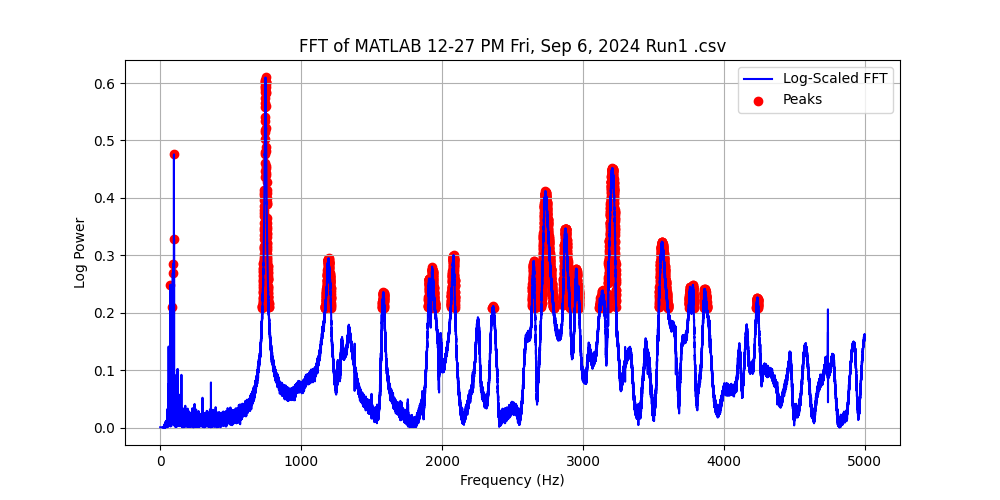 FFT of MATLAB 12-27 PM Fri, Sep 6, 2024 Run1 .csv
Log-Scaled FFT
Peaks
Log Power
0.6
0.5
0.4
0.3
0.2
0.1
0.0
0 1000 2000 3000 4000 5000
Frequency (Hz)